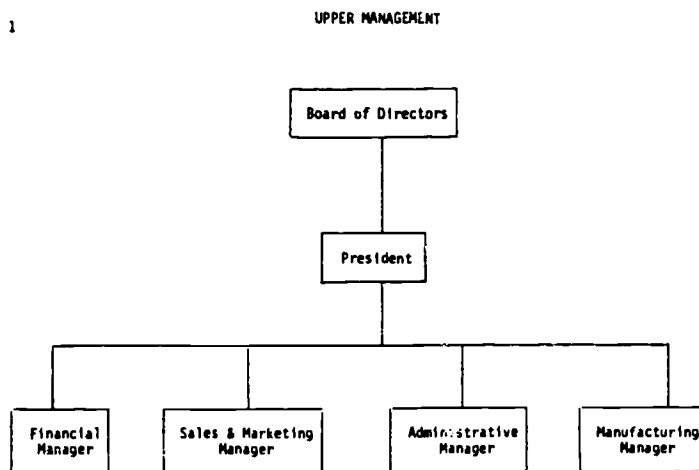 1
UPPER MANAGEMENT
Board of Directors
President
Financial
Manager
Sales & Marketing
Manager
Administrative
Manager
Manufacturing
Manager